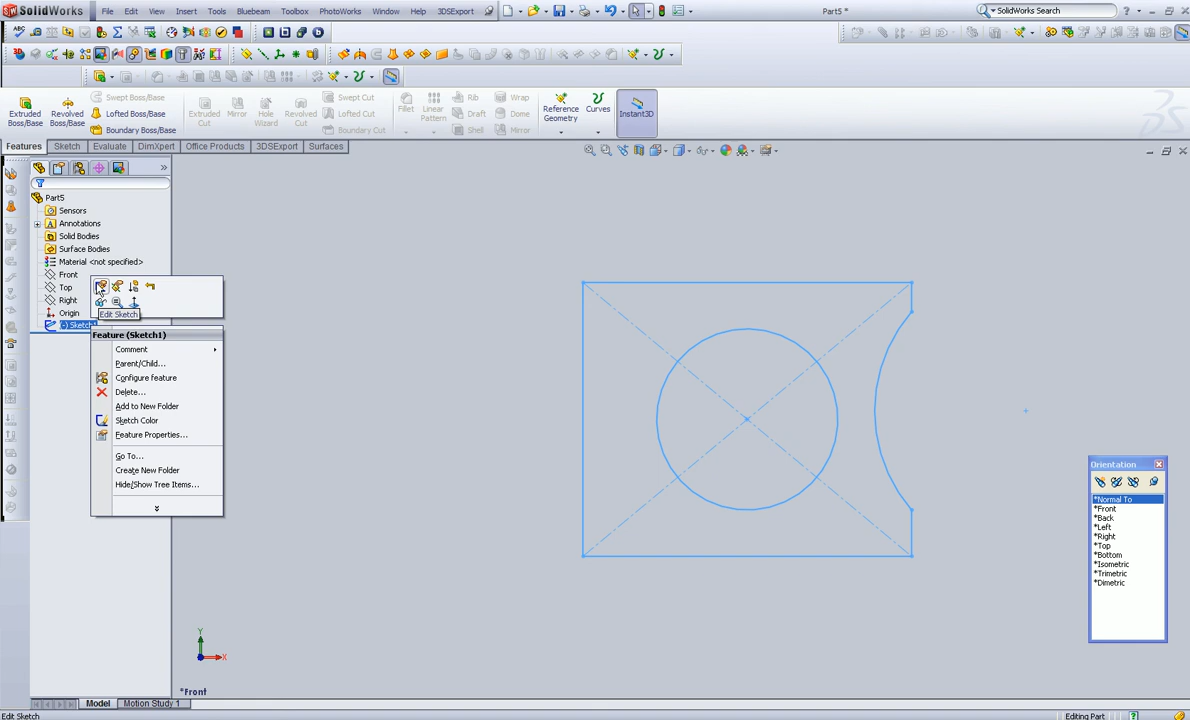 SolidWorks File Edit View Insert Tools Toolbox PhotoWorks Bluebeam Window Help 3DSExport Part5 * SolidWorks Search
Extruded Boss/Base
Revolved Boss/Base
Swept Boss/Base
Lofted Boss/Base
Boundary Boss/Base
Extruded Cut
Mirror
Hole Wizard
Revolved Cut
Swept Cut
Lofted Cut
Boundary Cut
Fillet
Linear Pattern
Rib
Draft
Shell
Wrap
Dome
Mirror
Reference Geometry
Curves
Instant3D
Features Sketch Evaluate DimXpert Office Products 3DSExport Surfaces
Part5
Sensors
Annotations
Solid Bodies
Surface Bodies
Material <not specified>
Front
Top
Right
Origin
(-) Sketch1
Edit Sketch
Feature (Sketch1)
Comment
Parent/Child...
Configure feature
Delete...
Add to New Folder
Sketch Color
Feature Properties...
Go To...
Create New Folder
Hide/Show Tree Items...
Orientation
*Normal To
*Front
*Back
*Left
*Right
*Top
*Bottom
*Isometric
*Trimetric
*Dimetric
Y
X
*Front
Model Motion Study 1
Edit Sketch Editing Part